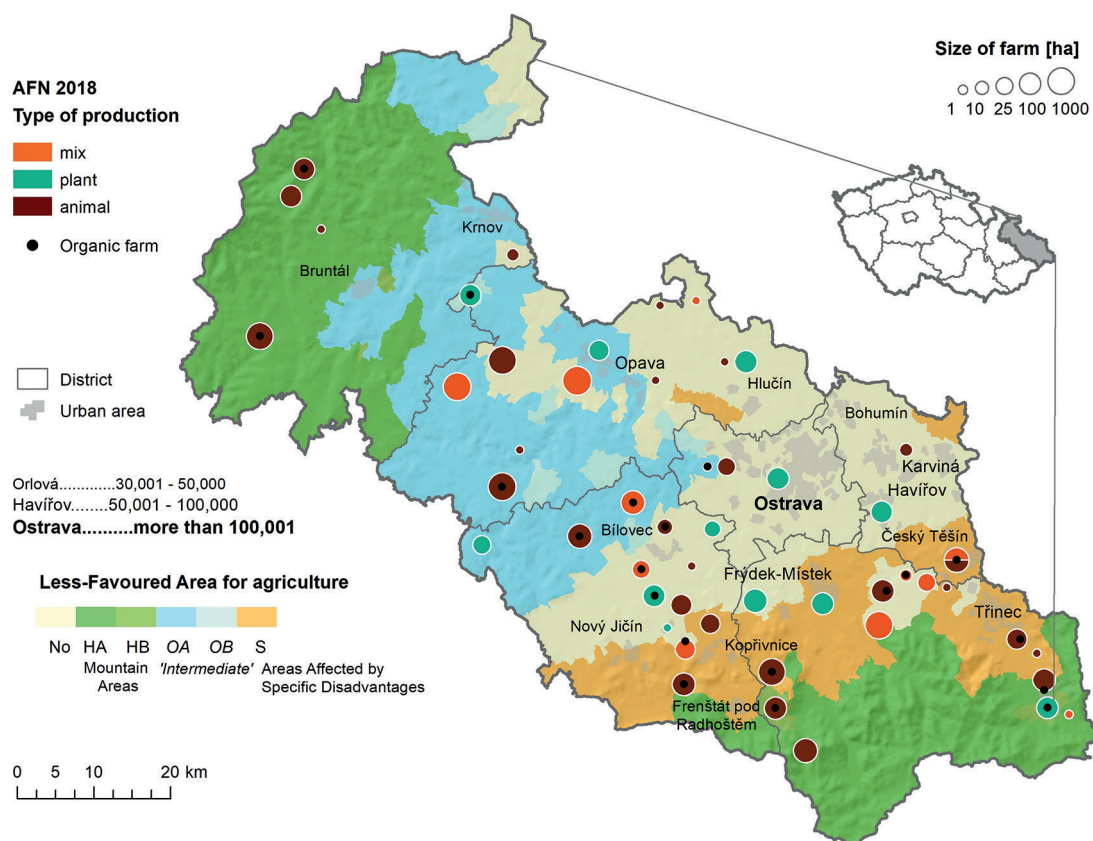 AFN 2018
Type of production
mix
plant
animal
Organic farm
District
Urban area
Orlová............30,001 - 50,000
Havířov........50,001 - 100,000
Ostrava..........more than 100,001
Less-Favoured Area for agriculture
No HA HB OA OB S
Mountain Areas
'Intermediate'
Areas Affected by Specific Disadvantages
0 5 10 20 km
Size of farm [ha]
1 10 25 100 1000
Krnov
Bruntál
Opava
Hlučín
Bohumín
Karviná
Havířov
Ostrava
Bílovec
Český Těšín
Frýdek-Místek
Třinec
Nový Jičín
Kopřivnice
Frenštát pod
Radhoštěm